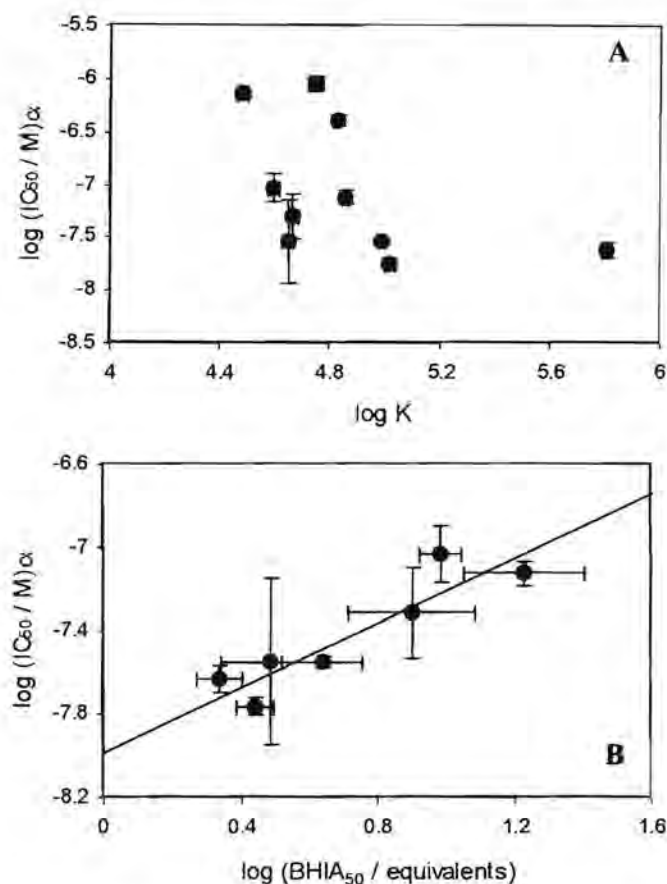 -5.5
A
-6
-6.5
-7
-7.5
-8
-8.5
log (IC₅₀ / M)α
4 4.4 4.8 5.2 5.6 6
log K
-6.6
-7
-7.4
-7.8
-8.2
log (IC₅₀ / M)α
B
0 0.4 0.8 1.2 1.6
log (BHIA₅₀ / equivalents)